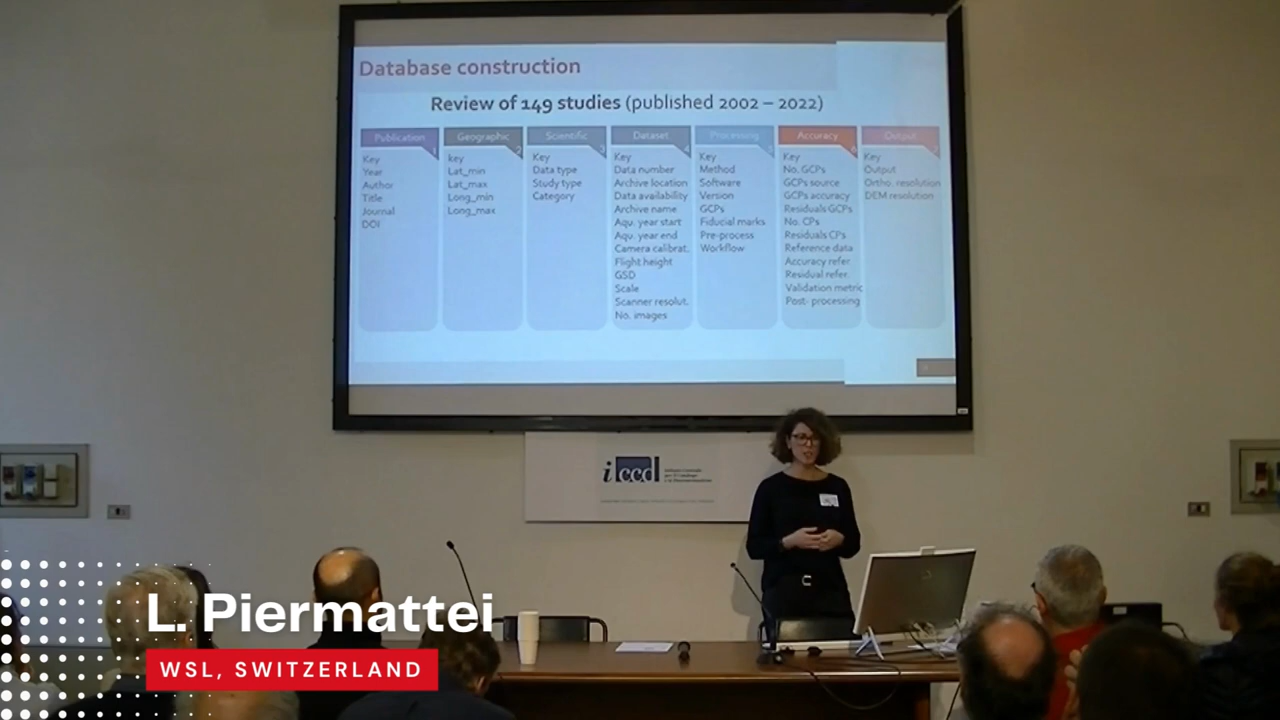 Database construction
Review of 149 studies (published 2002 – 2022)
Publication
1
Key
Year
Author
Title
Journal
DOI
Geographic
2
key
Lat_min
Lat_max
Long_min
Long_max
Scientific
3
Key
Data type
Study type
Category
Dataset
4
Key
Data number
Archive location
Data availability
Archive name
Aqu. year start
Aqu. year end
Camera calibrat.
Flight height
GSD
Scale
Scanner resolut.
No. images
Processing
Key
Method
Software
Version
GCPs
Fiducial marks
Pre-process
Workflow
Accuracy
6
Key
No. GCPs
GCPs source
GCPs accuracy
Residuals GCPs
No. CPs
Residuals CPs
Reference data
Accuracy refer.
Residual refer.
Validation metric
Post- processing
Output
Key
Output
Ortho. resolution
DEM resolution
iccd
L. Piermattei
WSL, SWITZERLAND